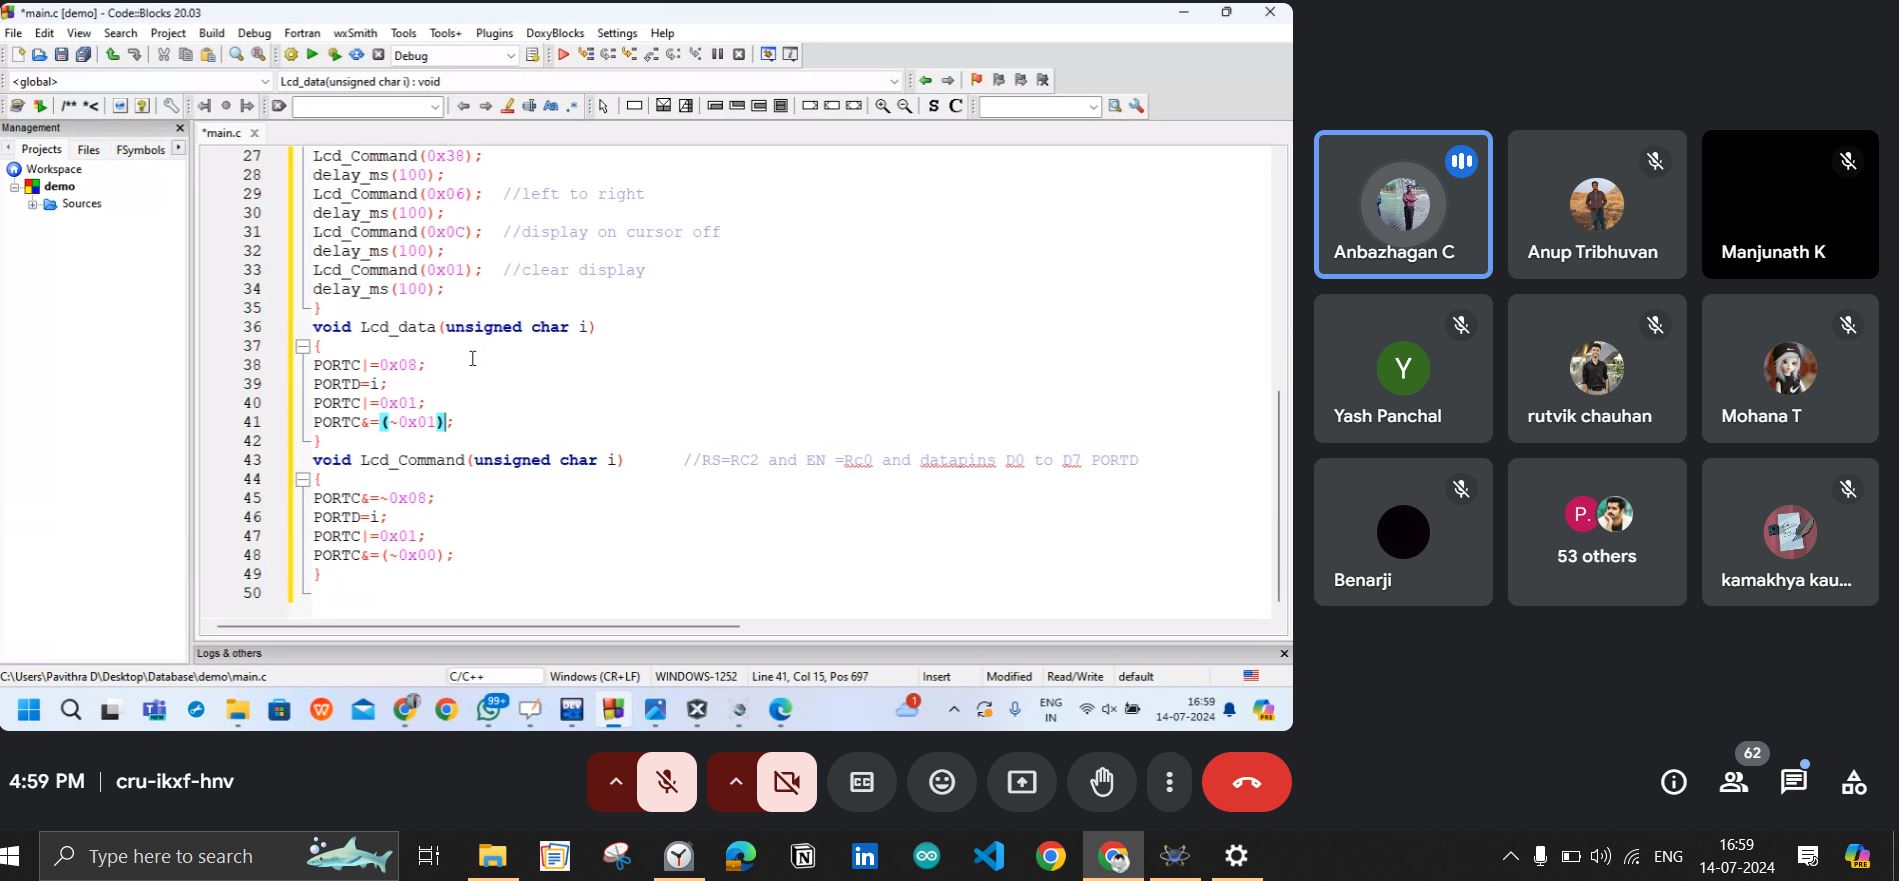 *main.c [demo] - Code::Blocks 20.03
File Edit View Search Project Build Debug Fortran wxSmith Tools Tools+ Plugins DoxyBlocks Settings Help
Debug
<global>
Lcd_data(unsigned char i) : void
/** *<
S C
Management
*main.c
Projects Files FSymbols
Workspace
demo
Sources
27 Lcd_Command(0x38);
28 delay_ms(100);
29 Lcd_Command(0x06); //left to right
30 delay_ms(100);
31 Lcd_Command(0x0C); //display on cursor off
32 delay_ms(100);
33 Lcd_Command(0x01); //clear display
34 delay_ms(100);
35 }
36 void Lcd_data(unsigned char i)
37 {
38 PORTC|=0x08;
39 PORTD=i;
40 PORTC|=0x01;
41 PORTC&=(~0x01);
42 }
43 void Lcd_Command(unsigned char i) //RS=RC2 and EN =Rc0 and datapins D0 to D7 PORTD
44 {
45 PORTC&=~0x08;
46 PORTD=i;
47 PORTC|=0x01;
48 PORTC&=(~0x00);
49 }
50
Logs & others
C:\Users\Pavithra D\Desktop\Database\demo\main.c C/C++ Windows (CR+LF) WINDOWS-1252 Line 41, Col 15, Pos 697 Insert Modified Read/Write default
99+
DEV
1
ENG
IN
16:59
14-07-2024
PRE
Anbazhagan C
Anup Tribhuvan
Manjunath K
Y
Yash Panchal
rutvik chauhan
Mohana T
Benarji
P.
53 others
kamakhya kau...
4:59 PM | cru-ikxf-hnv
CC
62
Type here to search
ENG
16:59
14-07-2024
PRE